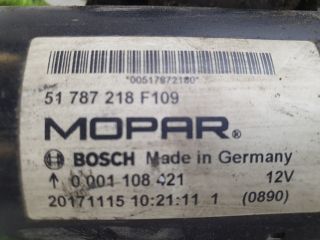 *00517872180*
51 787 218 F109
MOPAR®
BOSCH Made in Germany
↑ 0 001 108 421 12V
20171115 10:21:11 1 (0890)